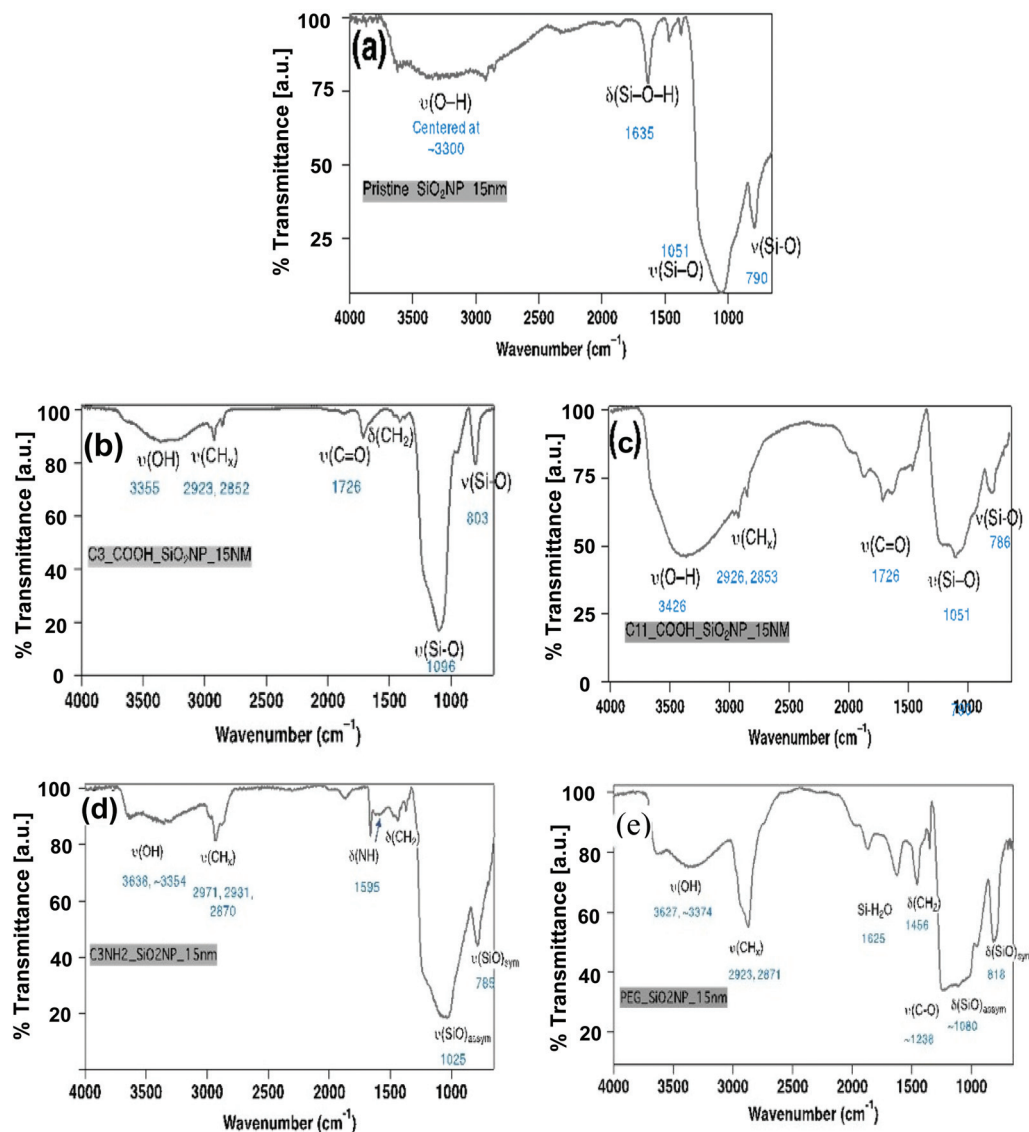 (a)
% Transmittance [a.u.]
100
75
50
25
υ(O–H)
Centered at
~3300
δ(Si–O–H)
1635
Pristine SiO₂NP 15nm
1051
υ(Si–O)
ν(Si-O)
790
4000 3500 3000 2500 2000 1500 1000
Wavenumber (cm⁻¹)
(b)
% Transmittance [a.u.]
100
80
60
40
20
0
υ(OH)
3355
υ(CHₓ)
2923, 2852
υ(C=O)
1726
δ(CH₂)
ν(Si-O)
803
C3_COOH_SiO₂NP_15NM
υ(Si-O)
1096
4000 3500 3000 2500 2000 1500 1000
Wavenumber (cm⁻¹)
(c)
% Transmittance [a.u.]
100
75
50
25
0
υ(O–H)
3426
υ(CHₓ)
2926, 2853
υ(C=O)
1726
υ(Si–O)
1051
ν(Si-O)
786
C11_COOH_SiO₂NP_15NM
4000 3500 3000 2500 2000 1500 1000
Wavenumber (cm⁻¹)
(d)
% Transmittance [a.u.]
100
80
60
40
20
υ(OH)
3636, ~3354
υ(CHₓ)
2971, 2931,
2870
δ(NH)
1595
δ(CH₂)
C3NH2_SiO2NP_15nm
υ(SiO)sym
785
υ(SiO)assym
1025
4000 3500 3000 2500 2000 1500 1000
Wavenumber (cm⁻¹)
(e)
% Transmittance [a.u.]
100
80
60
40
20
υ(OH)
3627, ~3374
υ(CHₓ)
2923, 2871
Si-H₂O
1625
δ(CH₂)
1456
δ(SiO)sym
818
PEG_SiO2NP_15nm
υ(C-O)
~1238
δ(SiO)assym
~1080
4000 3500 3000 2500 2000 1500 1000
Wavenumber (cm⁻¹)